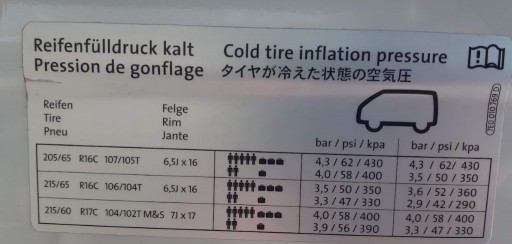 Reifenfülldruck kalt Cold tire inflation pressure
Pression de gonflage タイヤが冷えた状態の空気圧
Reifen Felge
Tire Rim
Pneu Jante
bar / psi / kpa bar / psi / kpa
205/65 R16C 107/105T 6,5J x 16 4,3 / 62/ 430 4,3 / 62/ 430
4,0 / 58 / 400 3,5 / 50 / 350
215/65 R16C 106/104T 6,5J x 16 3,5 / 50 / 350 3,6 / 52 / 360
3,3 / 47 / 330 2,9 / 42 / 290
215/60 R17C 104/102T M&S 7J x 17 4,0 / 58 / 400 4,0 / 58 / 400
3,9 / 56 / 390 3,3 / 47 / 330